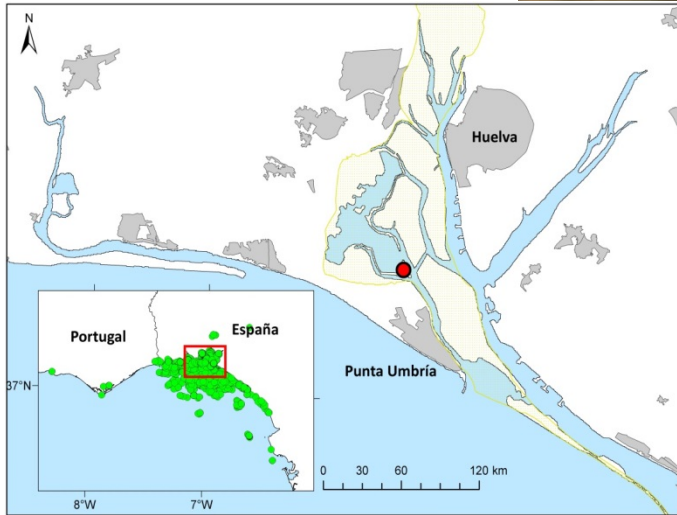 N
Huelva
Portugal
España
Punta Umbría
37°N
0 30 60 120 km
8°W 7°W